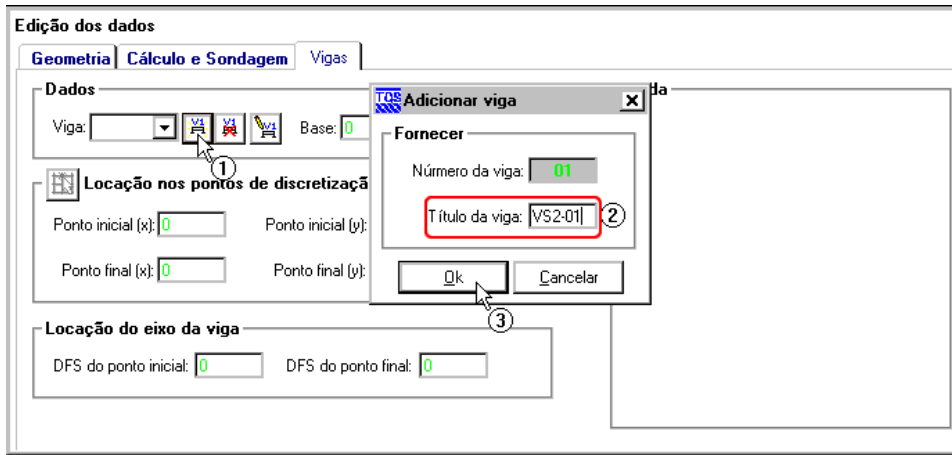 Edição dos dados
Geometria Cálculo e Sondagem Vigas
Dados
Viga: V1 V1 V1 Base: 0
1
Locação nos pontos de discretizaçã
Ponto inicial (x): 0 Ponto inicial (y):
Ponto final (x): 0 Ponto final (y):
Locação do eixo da viga
DFS do ponto inicial: 0 DFS do ponto final: 0
da
TQS Adicionar viga
Fornecer
Núrmero da viga: 01
Título da viga: VS2-01 2
Ok Cancelar
3